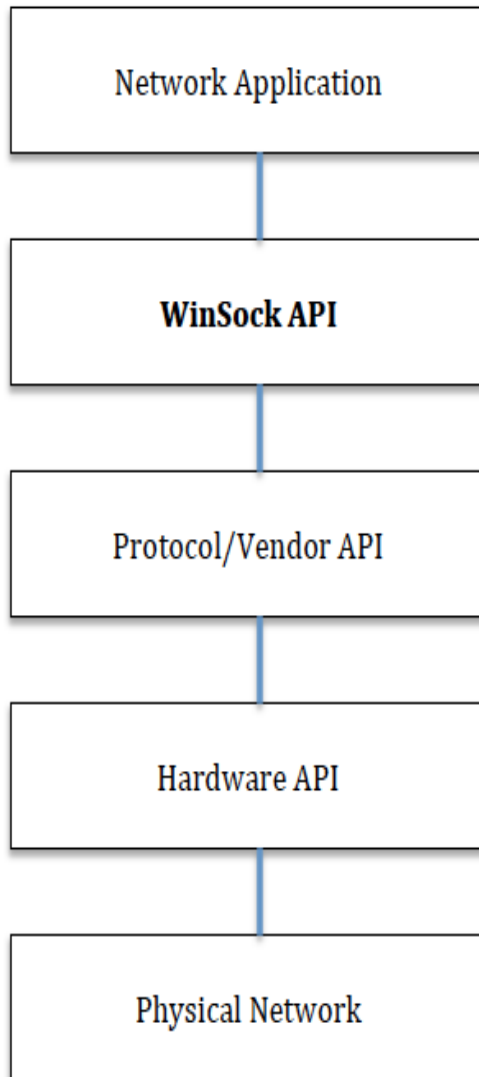 Network Application
WinSock API
Protocol/Vendor API
Hardware API
Physical Network